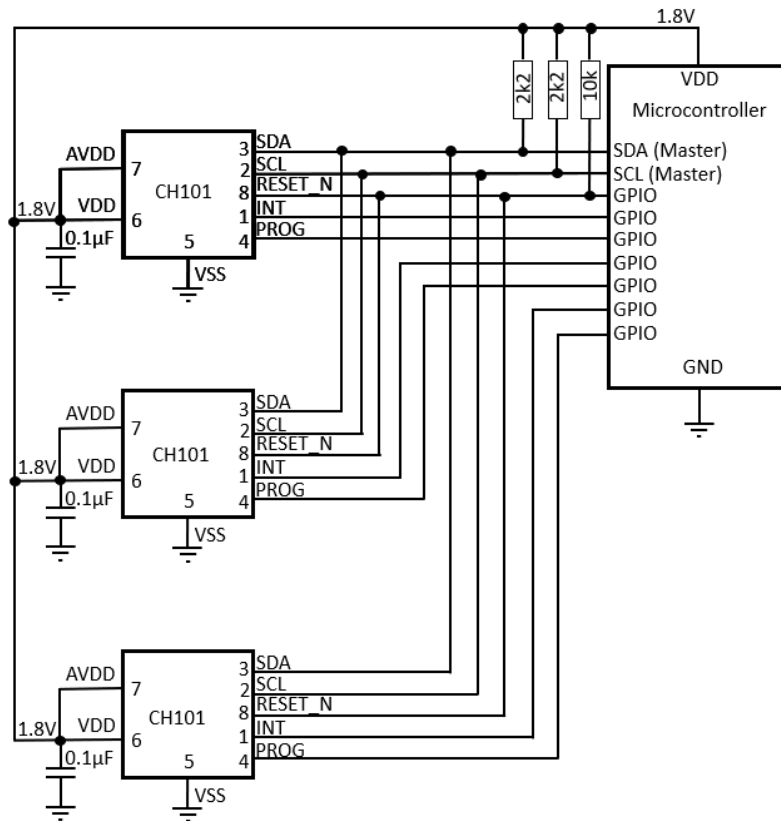 1.8V
VDD
Microcontroller
2k2
2k2
10k
SDA (Master)
SCL (Master)
GPIO
GPIO
GPIO
GPIO
GPIO
GPIO
GPIO
GND
AVDD
7
1.8V
VDD
6
0.1µF
CH101
5
VSS
3
SDA
2
SCL
8
RESET_N
1
INT
4
PROG
AVDD
7
1.8V
VDD
6
0.1µF
CH101
5
VSS
3
SDA
2
SCL
8
RESET_N
1
INT
4
PROG
AVDD
7
1.8V
VDD
6
0.1µF
CH101
5
VSS
3
SDA
2
SCL
8
RESET_N
1
INT
4
PROG